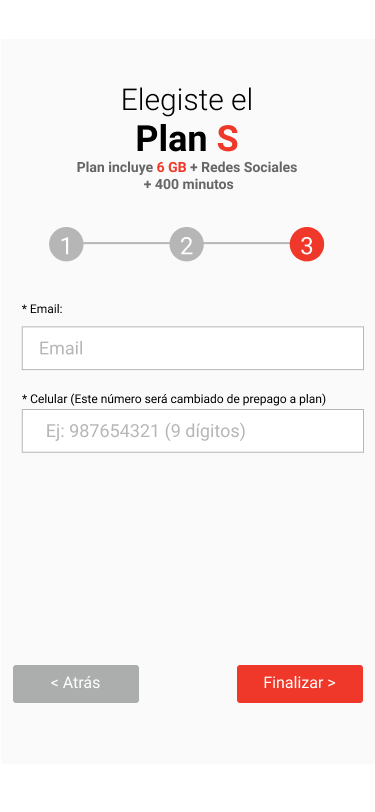 Elegiste el
Plan S
Plan incluye 6 GB + Redes Sociales
+ 400 minutos
1 2 3
* Email:
Email
* Celular (Este número será cambiado de prepago a plan)
Ej: 987654321 (9 dígitos)
< Atrás Finalizar >